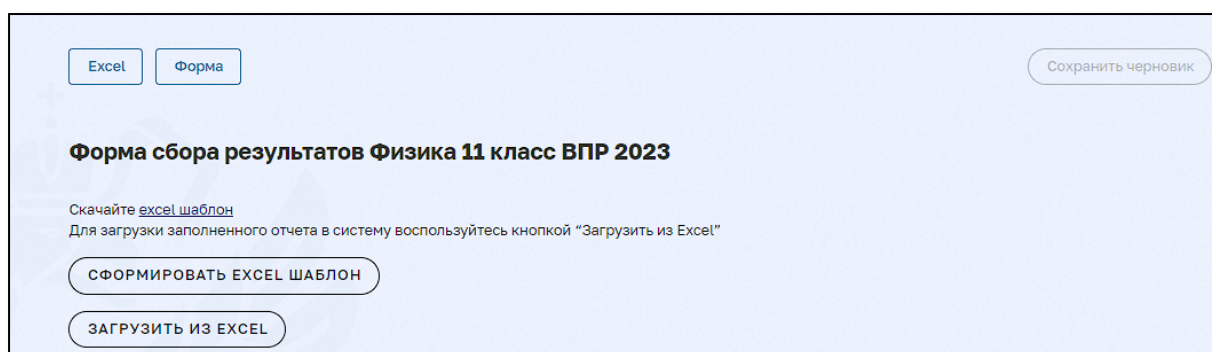 Excel Форма Сохранить черновик
Форма сбора результатов Физика 11 класс ВПР 2023
Скачайте excel шаблон
Для загрузки заполненного отчета в систему воспользуйтесь кнопкой “Загрузить из Excel”
СФОРМИРОВАТЬ EXCEL ШАБЛОН
ЗАГРУЗИТЬ ИЗ EXCEL